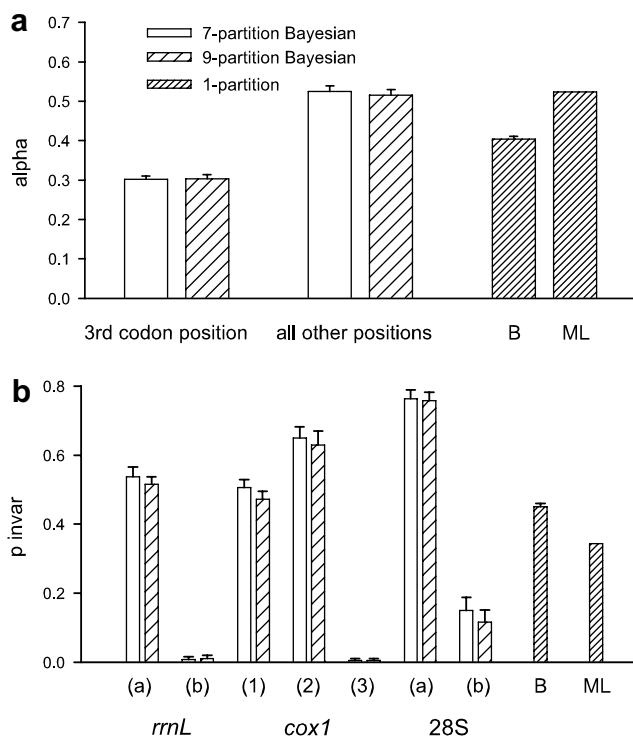 a
0.7
0.6
0.5
0.4
0.3
0.2
0.1
0.0
alpha
7-partition Bayesian
9-partition Bayesian
1-partition
3rd codon position all other positions B ML
b
0.8
0.6
0.4
0.2
0.0
p invar
(a) (b) (1) (2) (3) (a) (b) B ML
rrnL cox1 28S